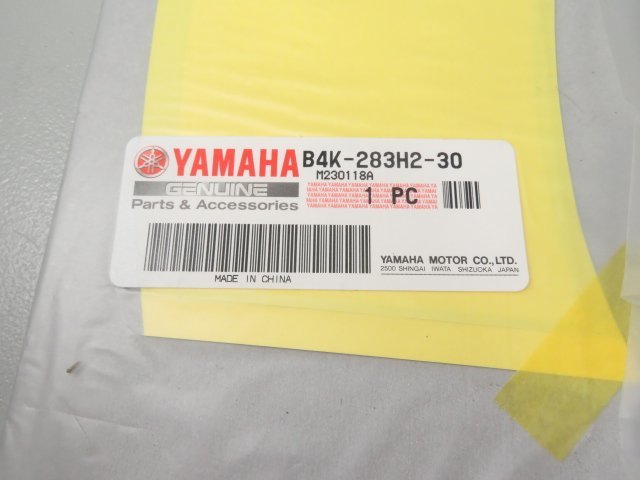 YAMAHA B4K-283H2-30
M230118A
GENUINE
Parts & Accessories
1 PC
YAMAHA MOTOR CO.,LTD.
2500 SHINGAI IWATA SHIZUOKA JAPAN
MADE IN CHINA